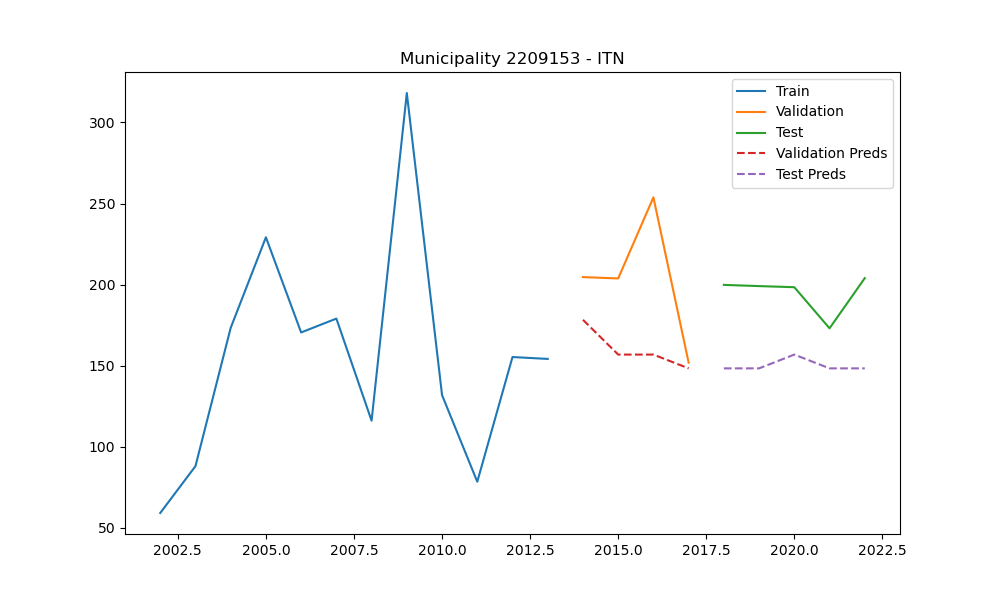 Municipality 2209153 - ITN
Train
Validation
Test
Validation Preds
Test Preds
300
250
200
150
100
50
2002.5 2005.0 2007.5 2010.0 2012.5 2015.0 2017.5 2020.0 2022.5